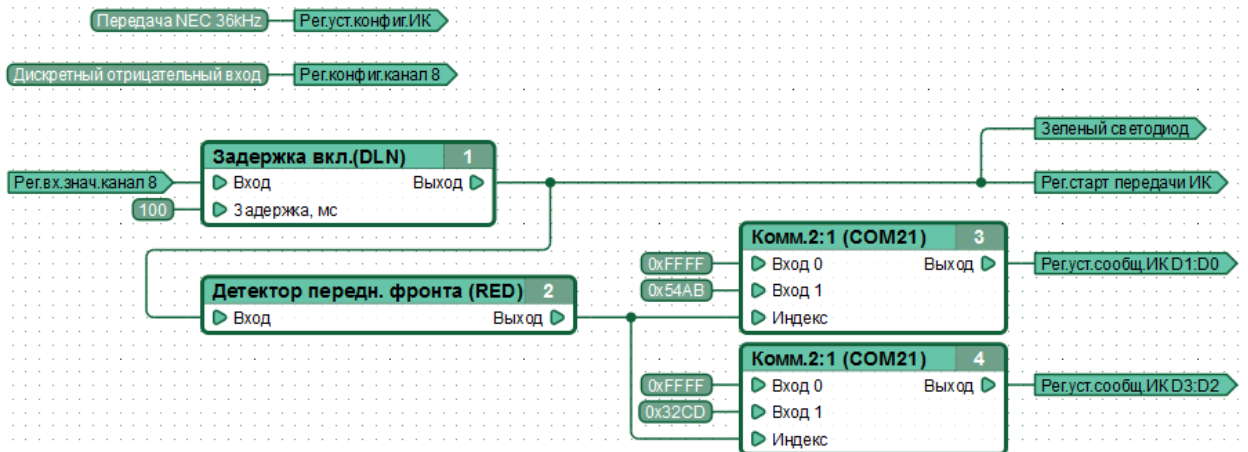 Передача NEC 36kHz Рег.уст.конфиг.ИК
Дискретный отрицательный вход Рег.конфиг.канал 8
Зеленый светодиод
Задержка вкл.(DLN) 1
Рег.вх.знач.канал 8 Вход Выход Рег.старт передачи ИК
100 Задержка, мс
Комм.2:1 (COM21) 3
0xFFFF Вход 0 Выход Рег.уст.сообщ.ИК D1:D0
Детектор передн. фронта (RED) 2
0x54AB Вход 1
Вход Выход Индекс
Комм.2:1 (COM21) 4
0xFFFF Вход 0 Выход Рег.уст.сообщ.ИК D3:D2
0x32CD Вход 1
Индекс